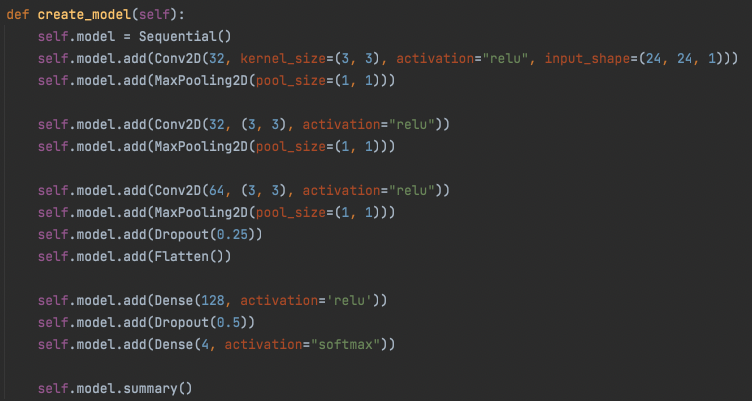 def create_model(self):
    self.model = Sequential()
    self.model.add(Conv2D(32, kernel_size=(3, 3), activation="relu", input_shape=(24, 24, 1)))
    self.model.add(MaxPooling2D(pool_size=(1, 1)))

    self.model.add(Conv2D(32, (3, 3), activation="relu"))
    self.model.add(MaxPooling2D(pool_size=(1, 1)))

    self.model.add(Conv2D(64, (3, 3), activation="relu"))
    self.model.add(MaxPooling2D(pool_size=(1, 1)))
    self.model.add(Dropout(0.25))
    self.model.add(Flatten())

    self.model.add(Dense(128, activation='relu'))
    self.model.add(Dropout(0.5))
    self.model.add(Dense(4, activation="softmax"))

    self.model.summary()